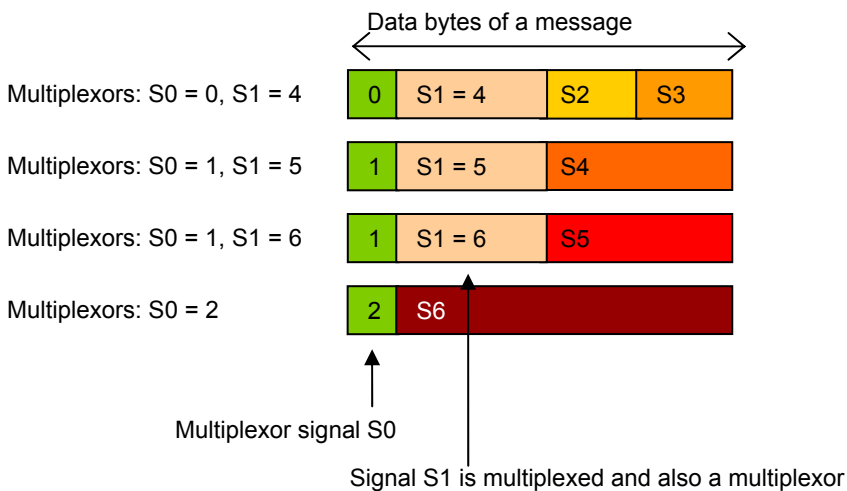 Data bytes of a message
Multiplexors: S0 = 0, S1 = 4 0 S1 = 4 S2 S3
Multiplexors: S0 = 1, S1 = 5 1 S1 = 5 S4
Multiplexors: S0 = 1, S1 = 6 1 S1 = 6 S5
Multiplexors: S0 = 2 2 S6
Multiplexor signal S0
Signal S1 is multiplexed and also a multiplexor